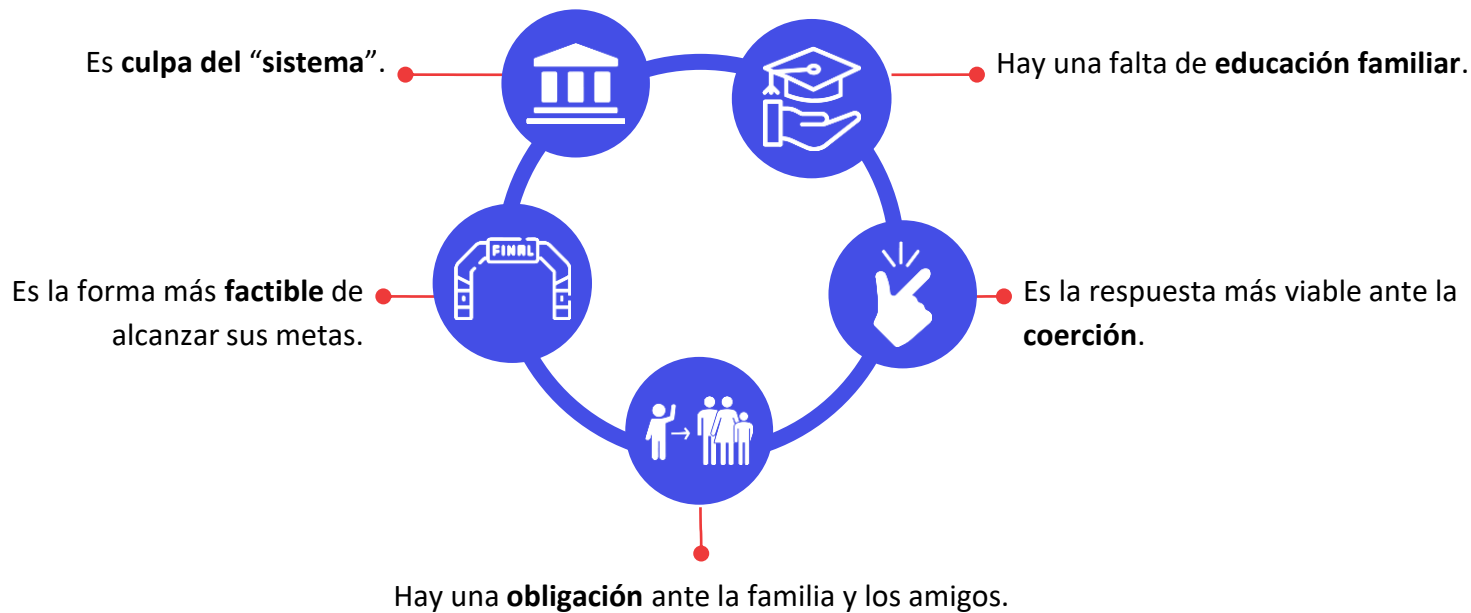 Es culpa del “sistema”.
Hay una falta de educación familiar.
FINAL
Es la forma más factible de
alcanzar sus metas.
Es la respuesta más viable ante la
coerción.
Hay una obligación ante la familia y los amigos.